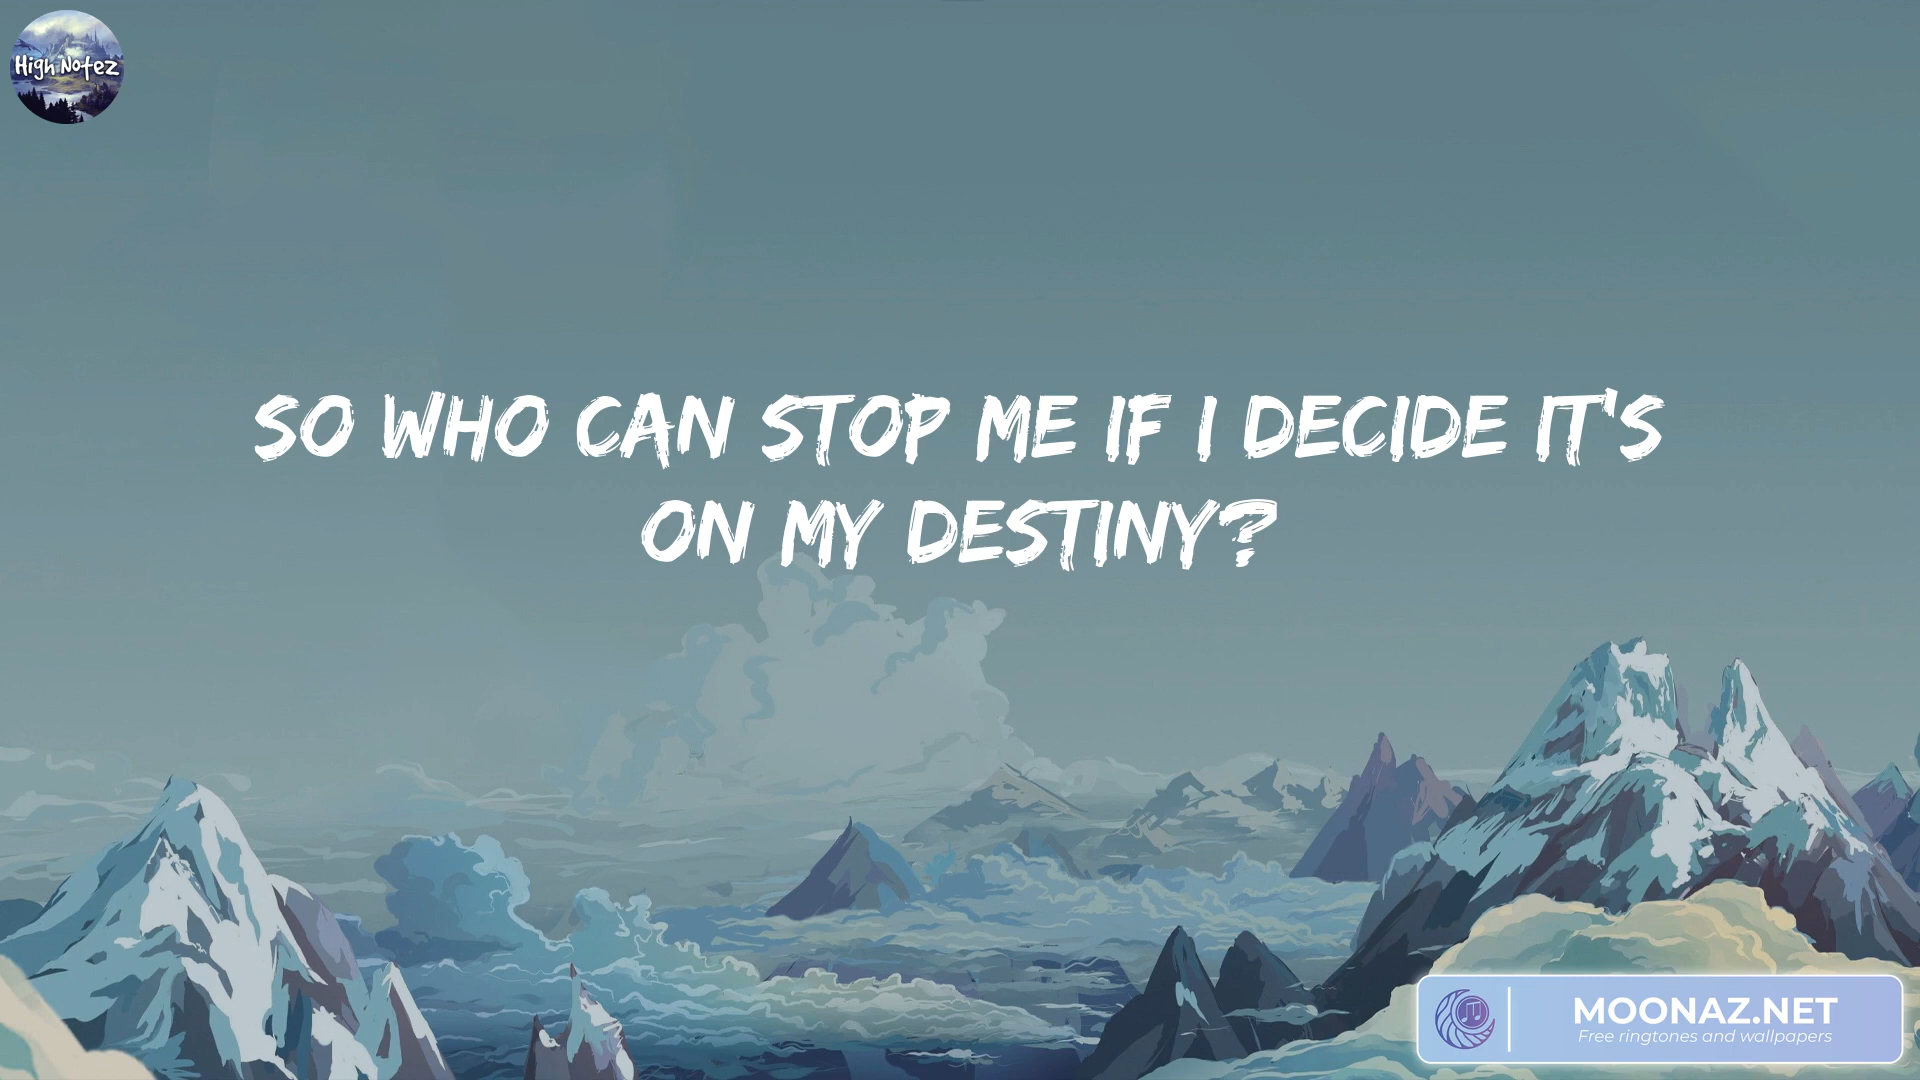 High Notez
SO WHO CAN STOP ME IF I DECIDE IT'S
ON MY DESTINY?
MOONAZ.NET
Free ringtones and wallpapers